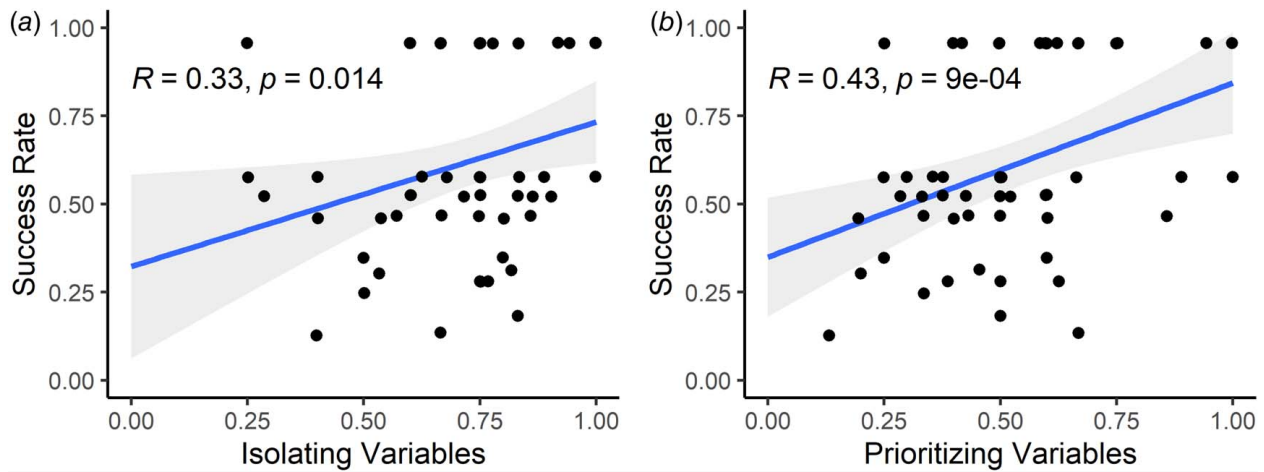 (a)
R = 0.33, p = 0.014
Success Rate
1.00
0.75
0.50
0.25
0.00
0.00 0.25 0.50 0.75 1.00
Isolating Variables
(b)
R = 0.43, p = 9e-04
Success Rate
1.00
0.75
0.50
0.25
0.00
0.00 0.25 0.50 0.75 1.00
Prioritizing Variables